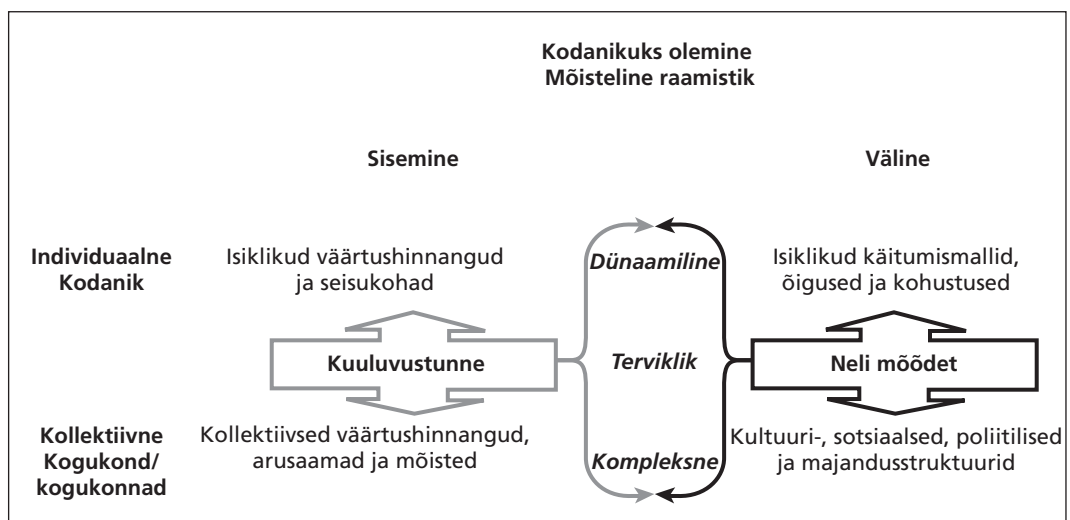 Kodanikuks olemine
Mõisteline raamistik
Sisemine
Väline
Individuaalne
Kodanik
Isiklikud väärtushinnangud
ja seisukohad
Dünaamiline
Isiklikud käitumismallid,
õigused ja kohustused
Kuuluvustunne
Terviklik
Neli mõõdet
Kollektiivne
Kogukond/
kogukonnad
Kollektiivsed väärtushinnangud,
arusaamad ja mõisted
Kompleksne
Kultuuri-, sotsiaalsed, poliitilised
ja majandusstruktuurid